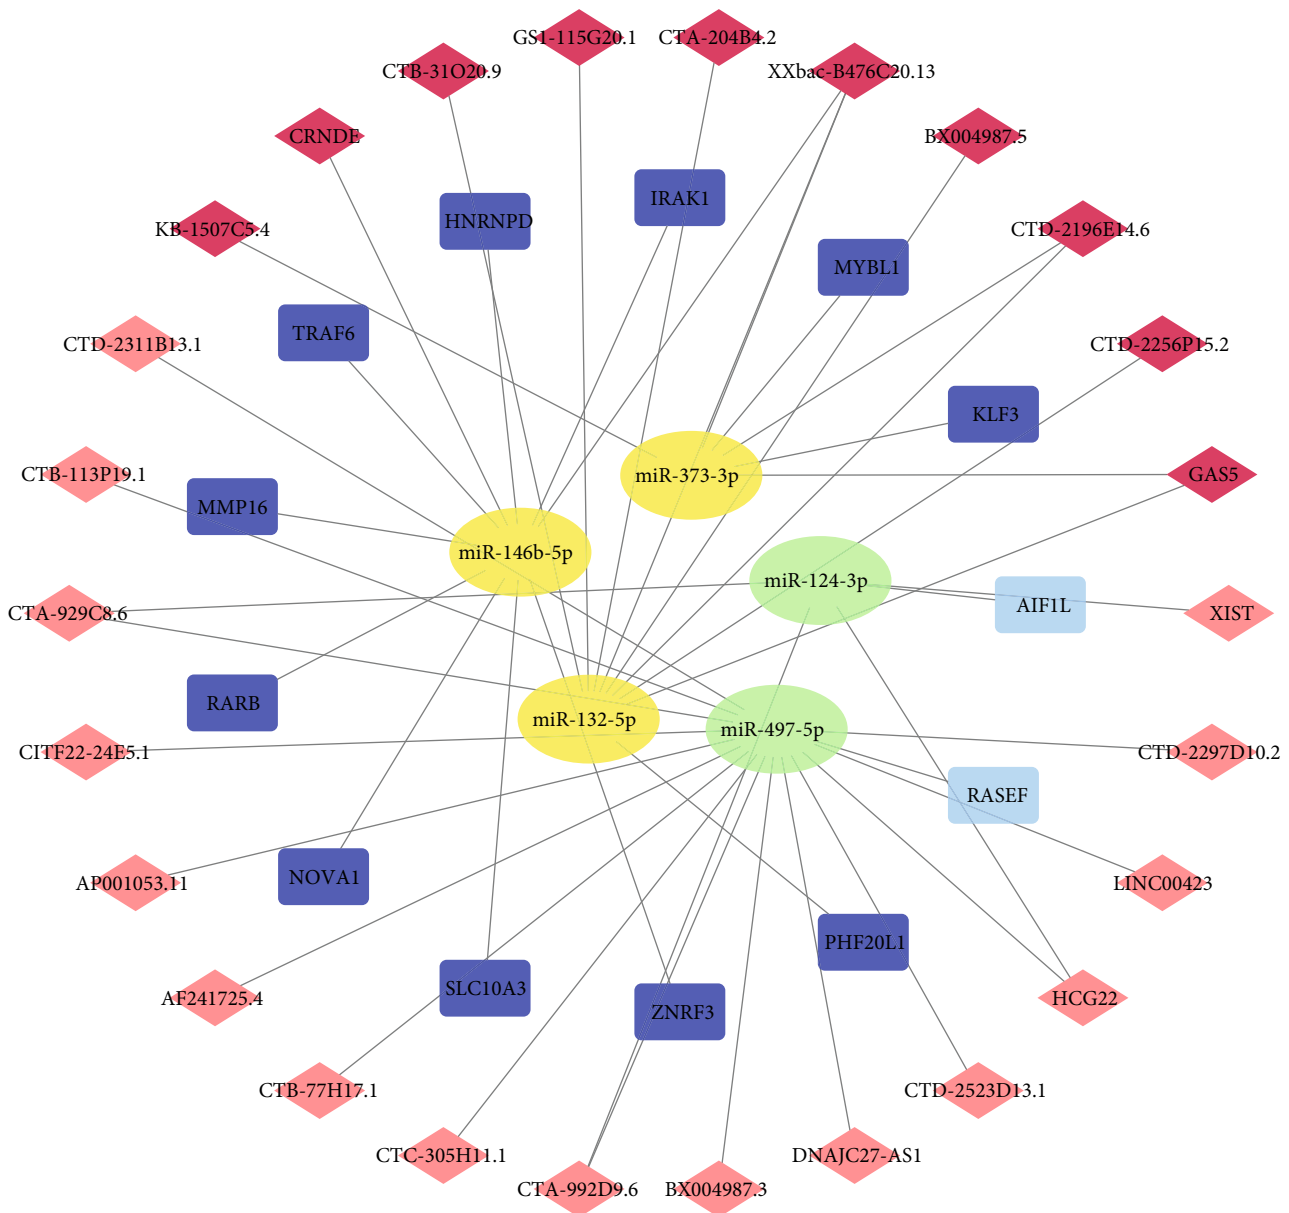 GS1-115G20.1
CTA-204B4.2
CTB-31O20.9
XXbac-B476C20.13
CRNDE
BX004987.5
IRAK1
HNRNPD
KB-1507C5.4
CTD-2196E14.6
MYBL1
TRAF6
CTD-2311B13.1
CTD-2256P15.2
KLF3
CTB-113P19.1
miR-373-3p
GAS5
MMP16
miR-146b-5p
miR-124-3p
AIF1L
CTA-929C8.6
XIST
RARB
miR-132-5p
miR-497-5p
CITF22-24E5.1
CTD-2297D10.2
RASEF
NOVA1
AP001053.11
LINC00423
PHF20L1
SLC10A3
AF241725.4
HCG22
ZNRF3
CTB-77H17.1
CTD-2523D13.1
CTC-305H11.1
DNAJC27-AS1
CTA-992D9.6
BX004987.3